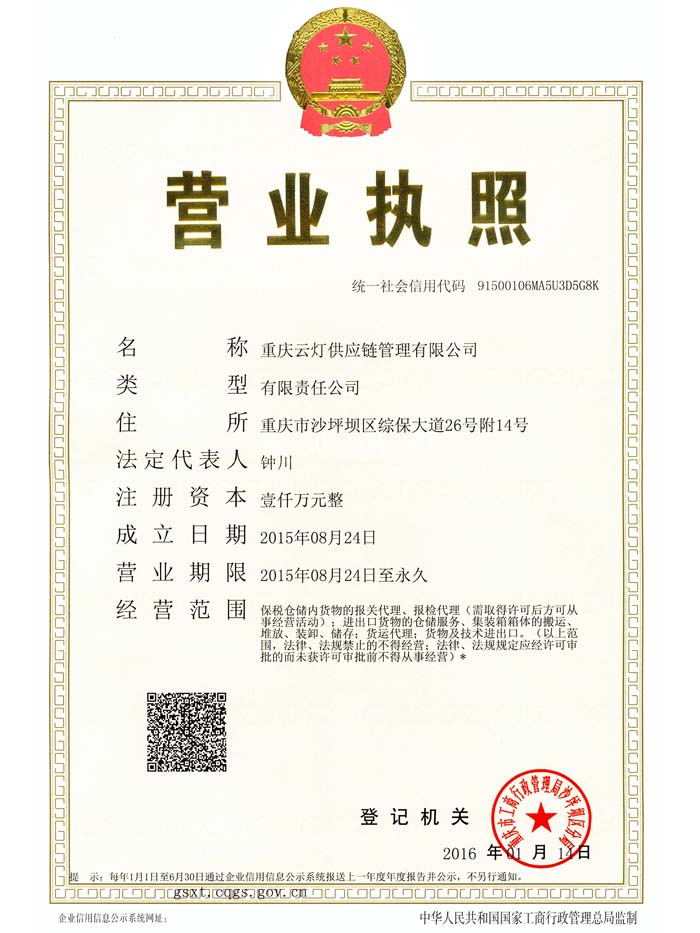 营业执照
统一社会信用代码 91500106MA5U3D5G8K
名称 重庆云灯供应链管理有限公司
类型 有限责任公司
住所 重庆市沙坪坝区综保大道26号附14号
法定代表人 钟川
注册资本 壹仟万元整
成立日期 2015年08月24日
营业期限 2015年08月24日至永久
经营范围 保税仓储内货物的报关代理、报检代理（需取得许可后方可从
事经营活动）；进出口货物的仓储服务、集装箱箱体的搬运、
堆放、装卸、储存；货运代理；货物及技术进出口。（以上范
围，法律、法规禁止的不得经营；法律、法规规定应经许可审
批的而未获许可审批前不得从事经营）*
登记机关
重庆市工商行政管理局沙坪坝区分局
2016 年 01 月 14 日
提 示：每年1月1日至6月30日通过企业信用信息公示系统报送上一年度年度报告并公示，不另行通知。
gsxt.cqgs.gov.cn
企业信用信息公示系统网址：
中华人民共和国国家工商行政管理总局监制